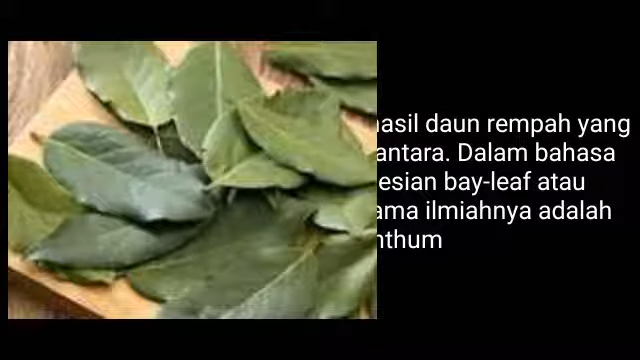 hasil daun rempah yang
antara. Dalam bahasa
esian bay-leaf atau
ama ilmiahnya adalah
nthum